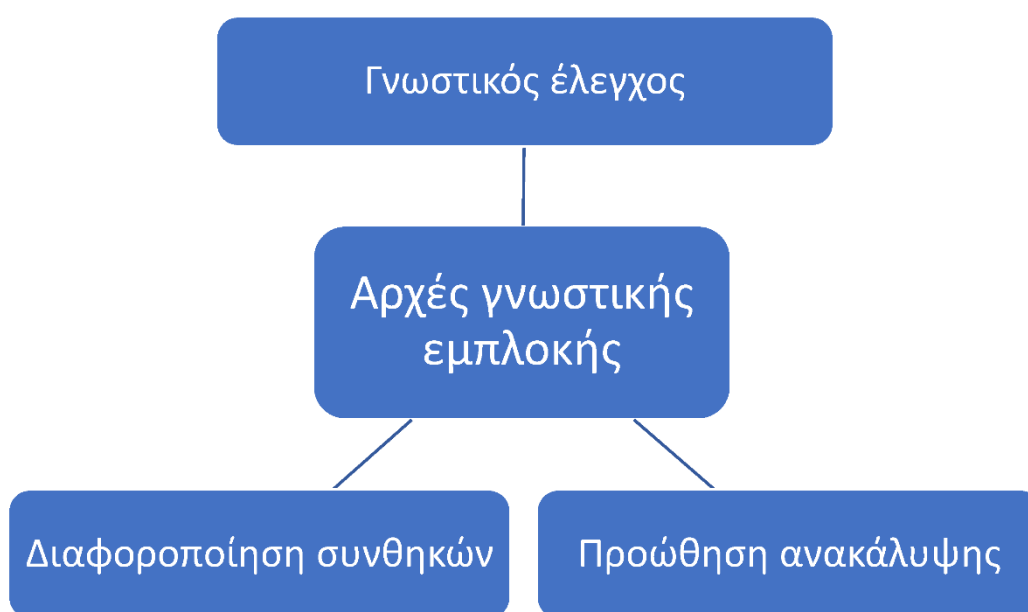 Γνωστικός έλεγχος
Αρχές γνωστικής
εμπλοκής
Διαφοροποίηση συνθηκών
Προώθηση ανακάλυψης